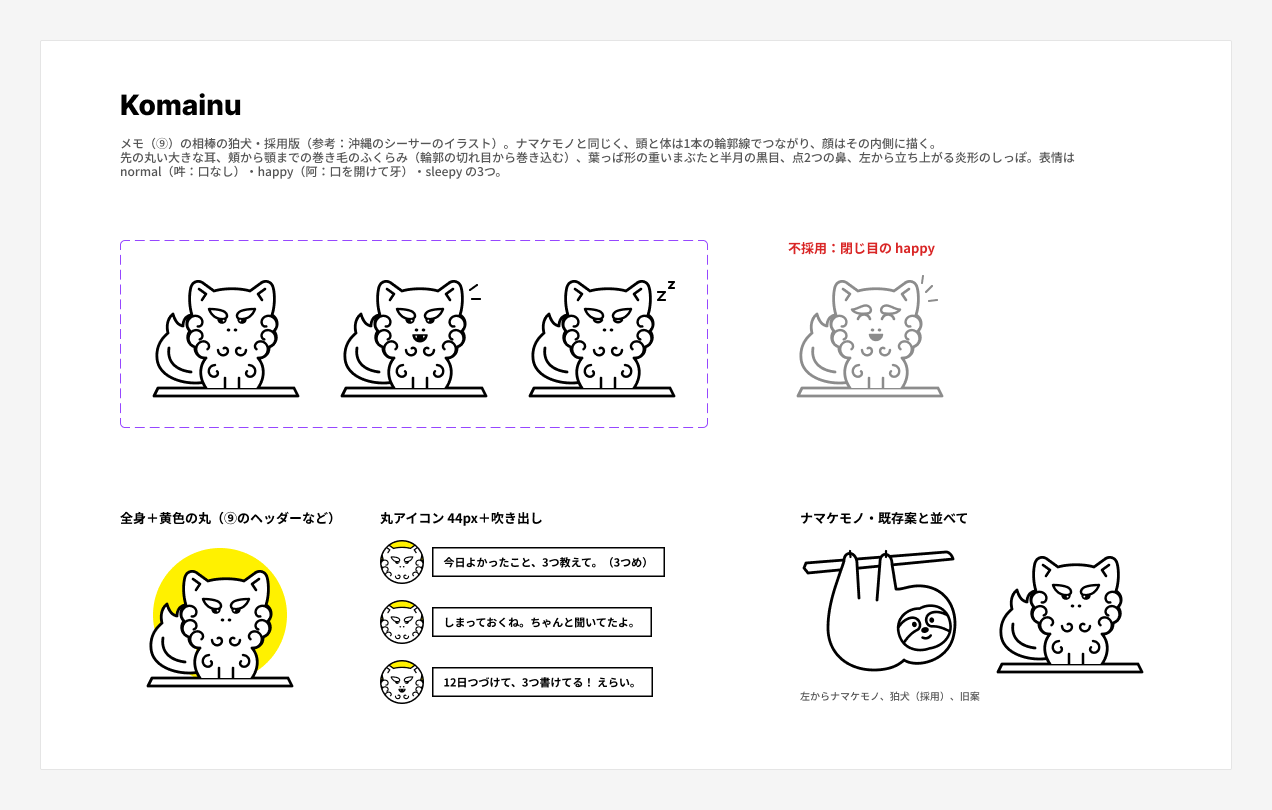 Komainu
メモ（⑨）の相棒の狛犬・採用版（参考：沖縄のシーサーのイラスト）。ナマケモノと同じく、頭と体は1本の輪郭線でつながり、顔はその内側に描く。
先の丸い大きな耳、頬から顎までの巻き毛のふくらみ（輪郭の切れ目から巻き込む）、葉っぱ形の重いまぶたと半月の黒目、点2つの鼻、左から立ち上がる炎形のしっぽ。表情は
normal（吽：口なし）・happy（阿：口を開けて牙）・sleepy の3つ。
不採用：閉じ目の happy
z z
全身＋黄色の丸（⑨のヘッダーなど）
丸アイコン 44px＋吹き出し
今日よかったこと、3つ教えて。（3つめ）
しまっておくね。ちゃんと聞いてたよ。
12日つづけて、3つ書けてる！ えらい。
ナマケモノ・既存案と並べて
左からナマケモノ、狛犬（採用）、旧案